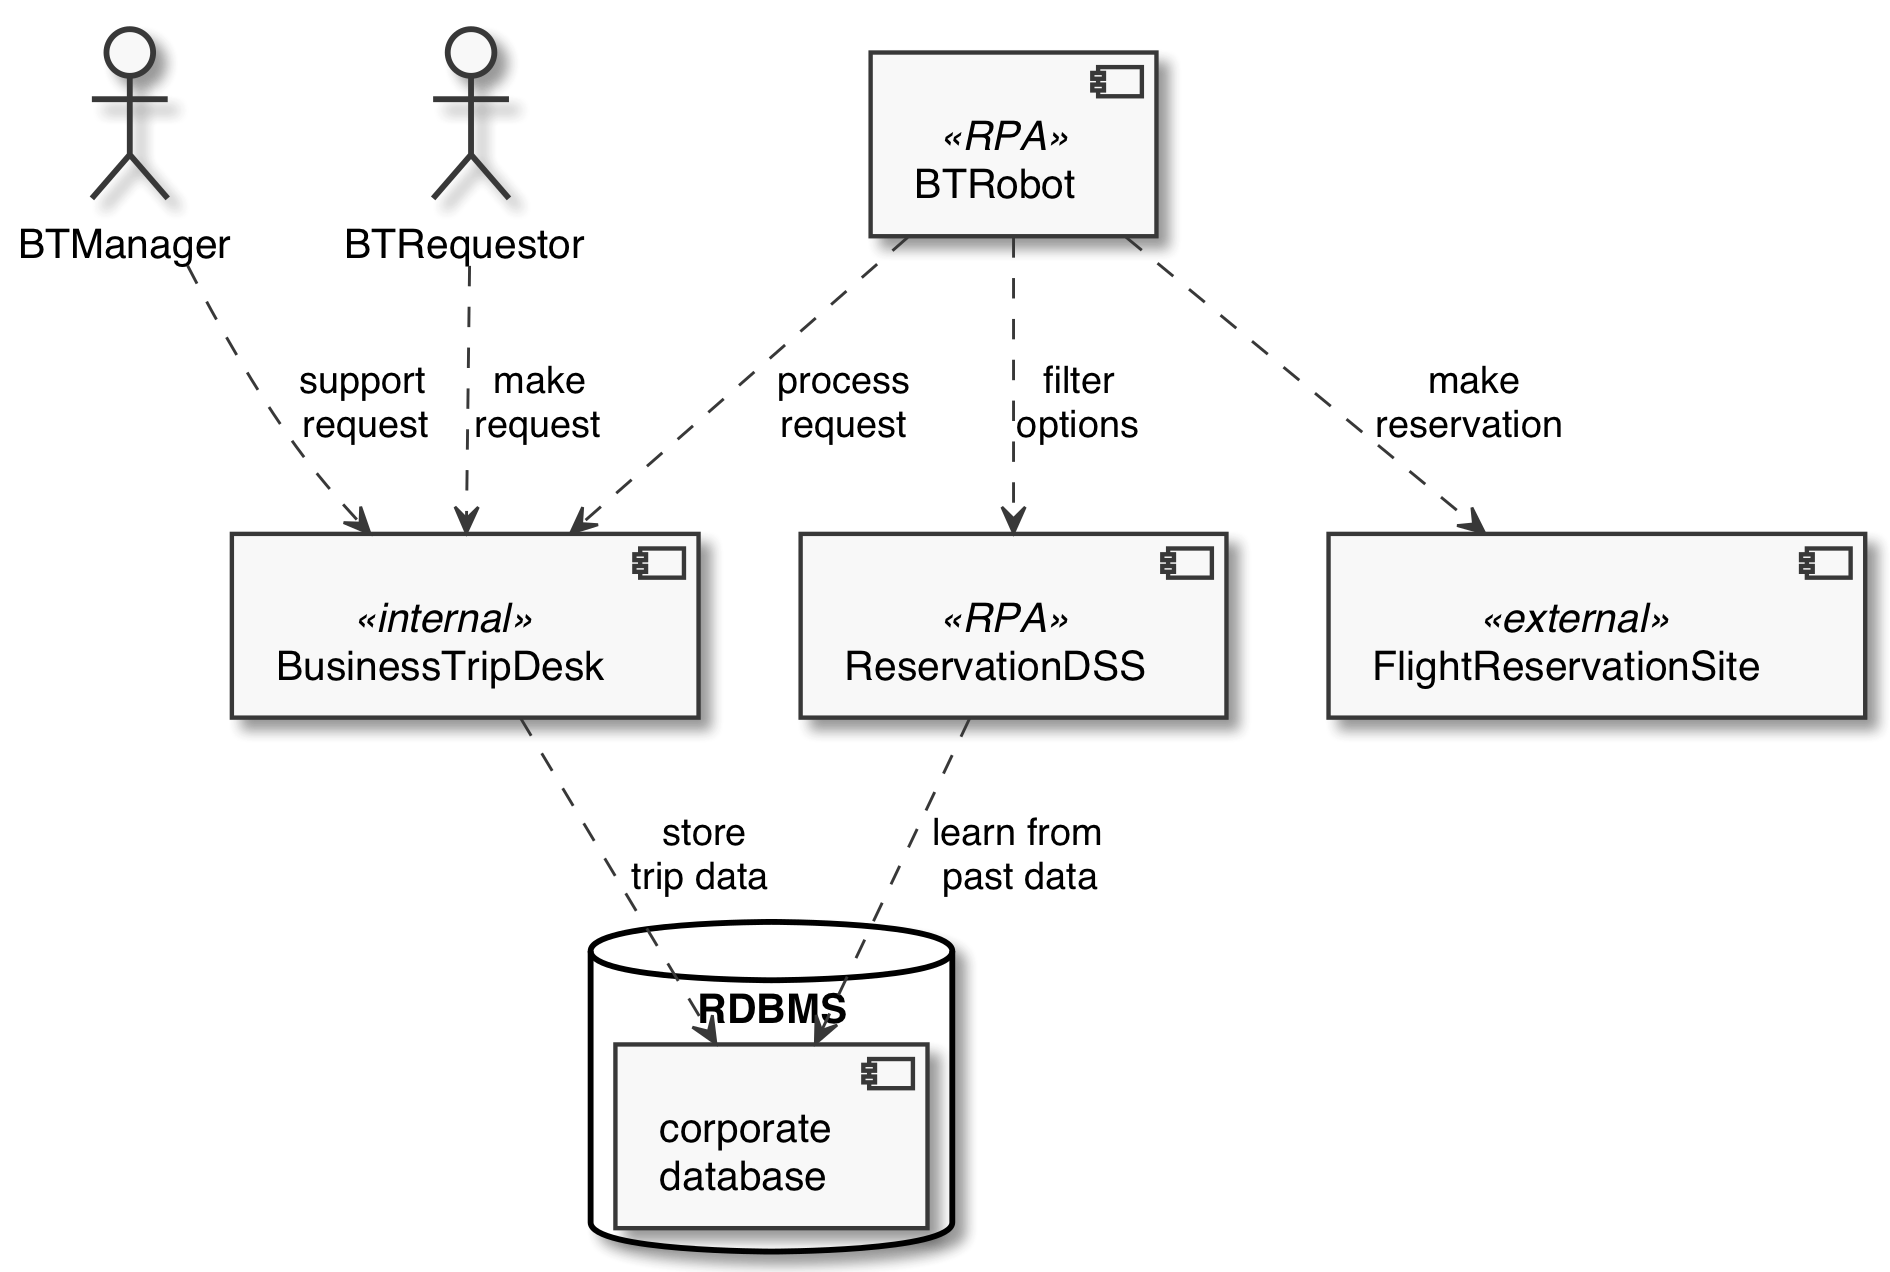 «RPA»
BTRobot
BTManager
BTRequestor
support
request
make
request
process
request
filter
options
make
reservation
«internal»
BusinessTripDesk
«RPA»
ReservationDSS
«external»
FlightReservationSite
store
trip data
learn from
past data
RDBMS
corporate
database